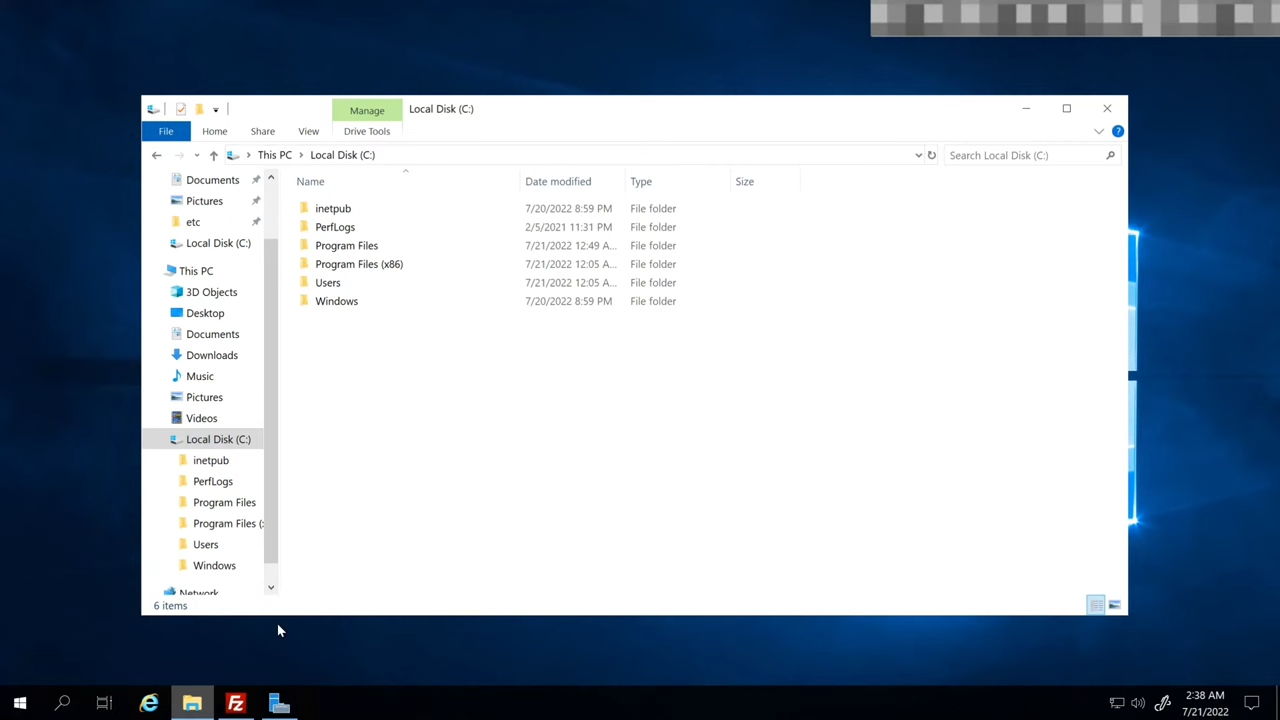 Manage
Local Disk (C:)
File
Home
Share
View
Drive Tools
This PC
Local Disk (C:)
Search Local Disk (C:)
Documents
Pictures
etc
Local Disk (C:)
This PC
3D Objects
Desktop
Documents
Downloads
Music
Pictures
Videos
Local Disk (C:)
inetpub
PerfLogs
Program Files
Program Files (
Users
Windows
Network
Name Date modified Type Size
inetpub 7/20/2022 8:59 PM File folder
PerfLogs 2/5/2021 11:31 PM File folder
Program Files 7/21/2022 12:49 A... File folder
Program Files (x86) 7/21/2022 12:05 A... File folder
Users 7/21/2022 12:05 A... File folder
Windows 7/20/2022 8:59 PM File folder
6 items
2:38 AM
7/21/2022